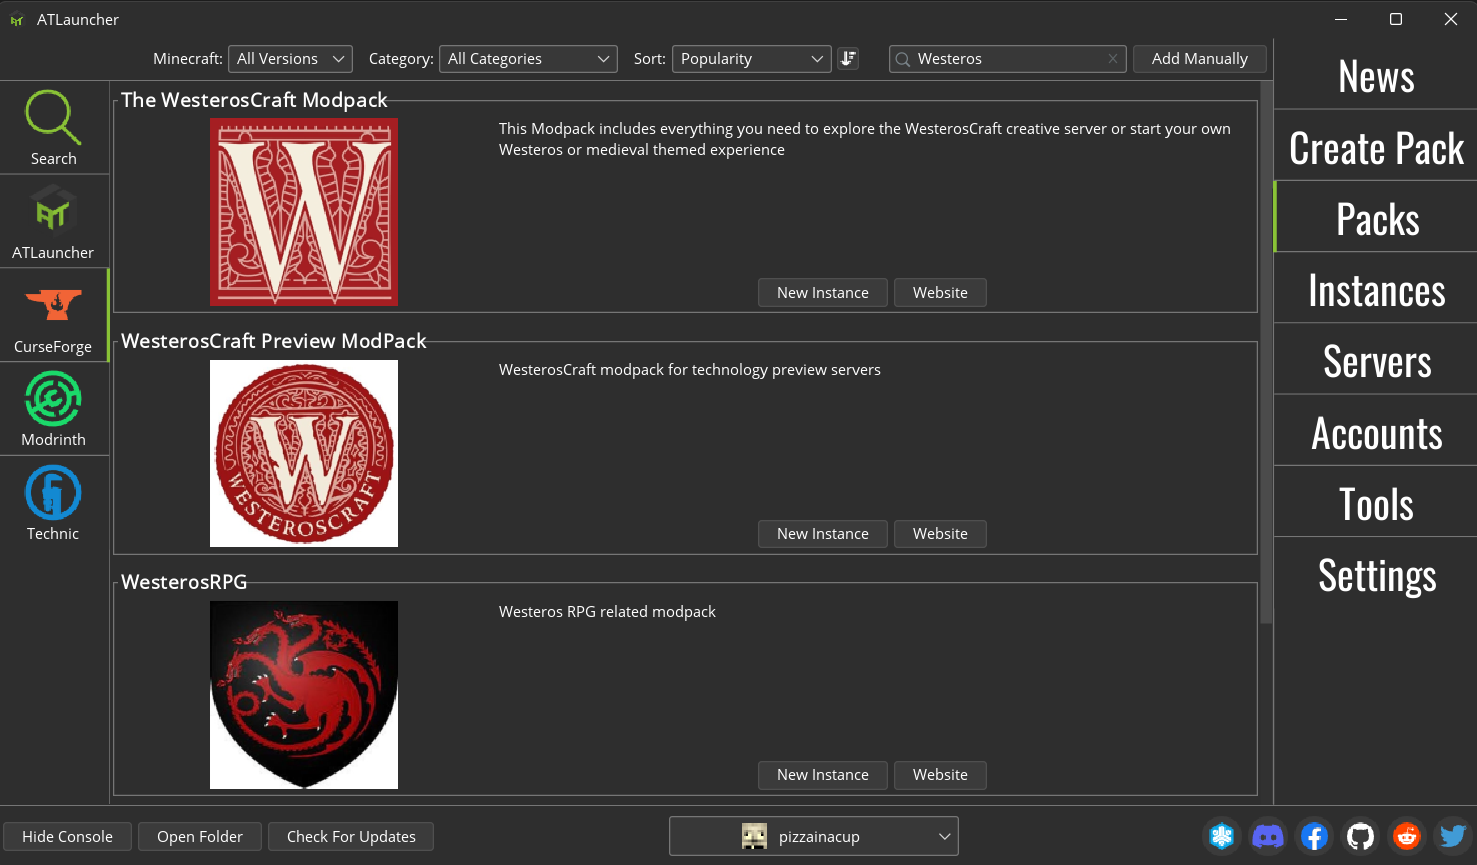 ATLauncher
Minecraft: All Versions Category: All Categories Sort: Popularity Westeros Add Manually
Search
ATLauncher
CurseForge
Modrinth
Technic
The WesterosCraft Modpack
W
This Modpack includes everything you need to explore the WesterosCraft creative server or start your own
Westeros or medieval themed experience
New Instance Website
WesterosCraft Preview ModPack
W
WESTEROSCRAFT
WesterosCraft modpack for technology preview servers
New Instance Website
WesterosRPG
Westeros RPG related modpack
New Instance Website
News
Create Pack
Packs
Instances
Servers
Accounts
Tools
Settings
Hide Console Open Folder Check For Updates pizzainacup